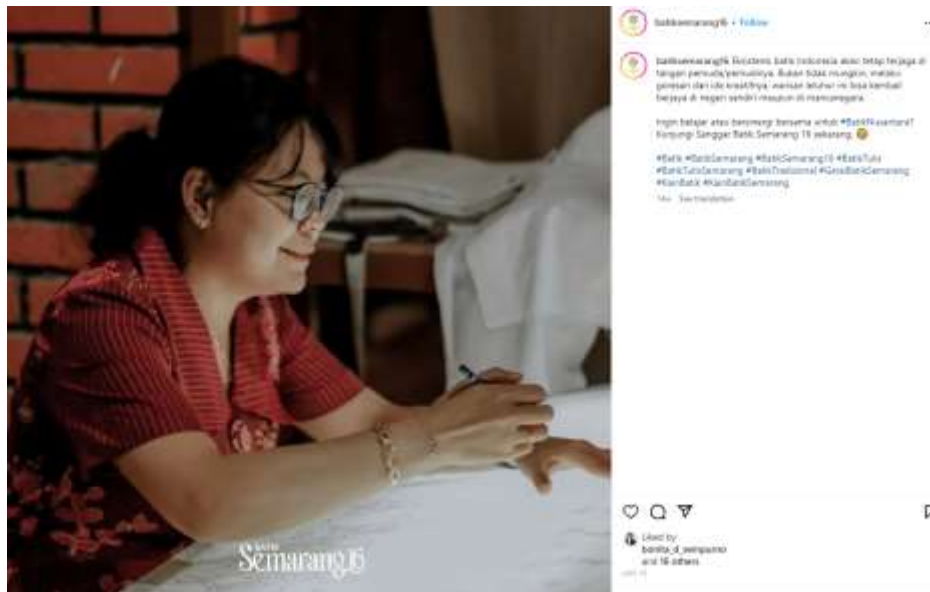 BATIK
Semarang16
batiksemarang16 • Follow
batiksemarang16 Eksistensi batik Indonesia akan tetap terjaga di
tangan pemuda/pemudinya. Bukan tidak mungkin, melalui
goresan dan ide kreatifnya, warisan leluhur ini bisa kembali
berjaya di negeri sendiri maupun di mancanegara.
Ingin belajar atau bersinergi bersama untuk #BatikNusantara?
Kunjungi Sanggar Batik Semarang 16 sekarang.
#Batik #BatikSemarang #BatikSemarang16 #BatikTulis
#BatikTulisSemarang #BatikTradisional #GeraiBatikSemarang
#KainBatik #KainBatikSemarang
See translation
Liked by
and 16 others